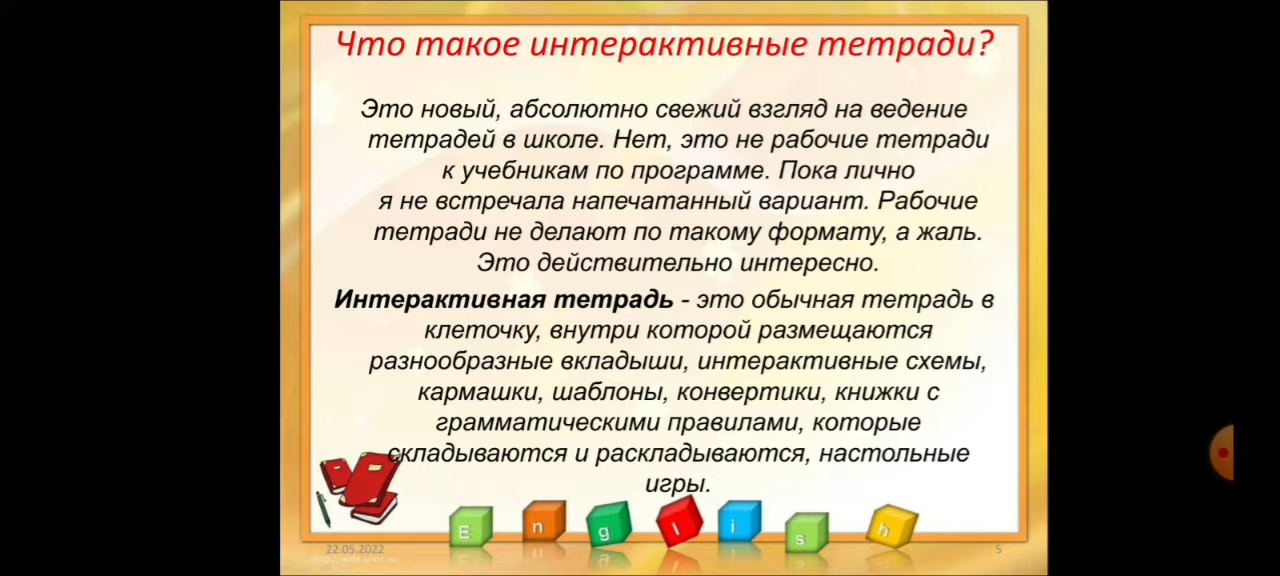 Что такое интерактивные тетради?
Это новый, абсолютно свежий взгляд на ведение
тетрадей в школе. Нет, это не рабочие тетради
к учебникам по программе. Пока лично
я не встречала напечатанный вариант. Рабочие
тетради не делают по такому формату, а жаль.
Это действительно интересно.
Интерактивная тетрадь - это обычная тетрадь в
клеточку, внутри которой размещаются
разнообразные вкладыши, интерактивные схемы,
кармашки, шаблоны, конвертики, книжки с
грамматическими правилами, которые
складываются и раскладываются, настольные
игры.
E n g l i s h
22.05.2022 5